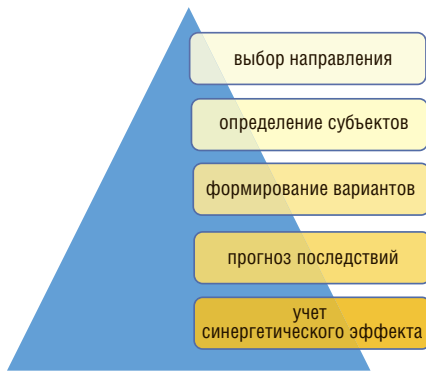 выбор направления
определение субъектов
формирование вариантов
прогноз последствий
учет
синергетического эффекта